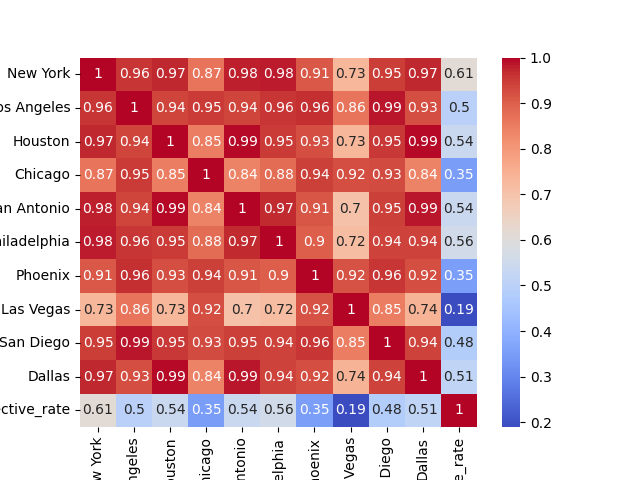 New York 1 0.96 0.97 0.87 0.98 0.98 0.91 0.73 0.95 0.97 0.61
os Angeles 0.96 1 0.94 0.95 0.94 0.96 0.96 0.86 0.99 0.93 0.5
Houston 0.97 0.94 1 0.85 0.99 0.95 0.93 0.73 0.95 0.99 0.54
Chicago 0.87 0.95 0.85 1 0.84 0.88 0.94 0.92 0.93 0.84 0.35
an Antonio 0.98 0.94 0.99 0.84 1 0.97 0.91 0.7 0.95 0.99 0.54
iladelphia 0.98 0.96 0.95 0.88 0.97 1 0.9 0.72 0.94 0.94 0.56
Phoenix 0.91 0.96 0.93 0.94 0.91 0.9 1 0.92 0.96 0.92 0.35
Las Vegas 0.73 0.86 0.73 0.92 0.7 0.72 0.92 1 0.85 0.74 0.19
San Diego 0.95 0.99 0.95 0.93 0.95 0.94 0.96 0.85 1 0.94 0.48
Dallas 0.97 0.93 0.99 0.84 0.99 0.94 0.92 0.74 0.94 1 0.51
ective_rate 0.61 0.5 0.54 0.35 0.54 0.56 0.35 0.19 0.48 0.51 1
w York
ngeles
uston
icago
ntonio
elphia
oenix
Vegas
Diego
Dallas
e_rate
1.0
0.9
0.8
0.7
0.6
0.5
0.4
0.3
0.2